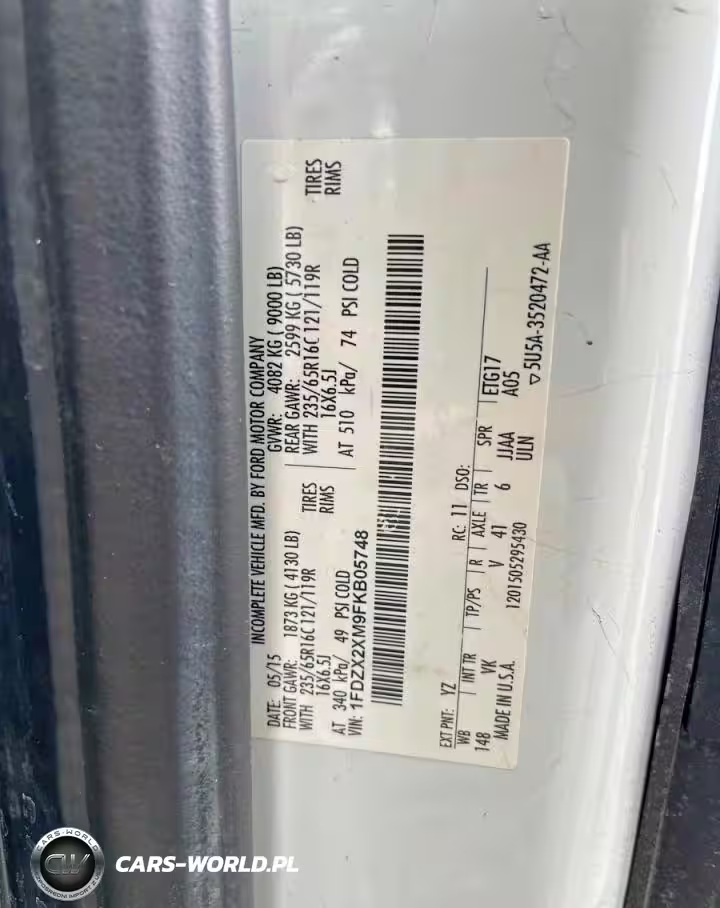 INCOMPLETE VEHICLE MFD. BY FORD MOTOR COMPANY
DATE: 05/15 GVWR: 4082 KG ( 9000 LB)
FRONT GAWR: 1873 KG ( 4130 LB) REAR GAWR: 2599 KG ( 5730 LB)
WITH 235/65R16C 121/119R TIRES WITH 235/65R16C 121/119R TIRES
16X6.5J RIMS 16X6.5J RIMS
AT 340 kPa/ 49 PSI COLD AT 510 kPa/ 74 PSI COLD
VIN: 1FDZX2XM9FKB05748
EXT PNT: YZ RC: 11 DSO:
WB INT TR TP/PS R AXLE TR SPR
148 VK V 41 6 JJAA ETG17
MADE IN U.S.A. 1201505295430 ULN A05
▽5U5A-3520472-AA
CARS-WORLD
CW
CARS-WORLD.PL